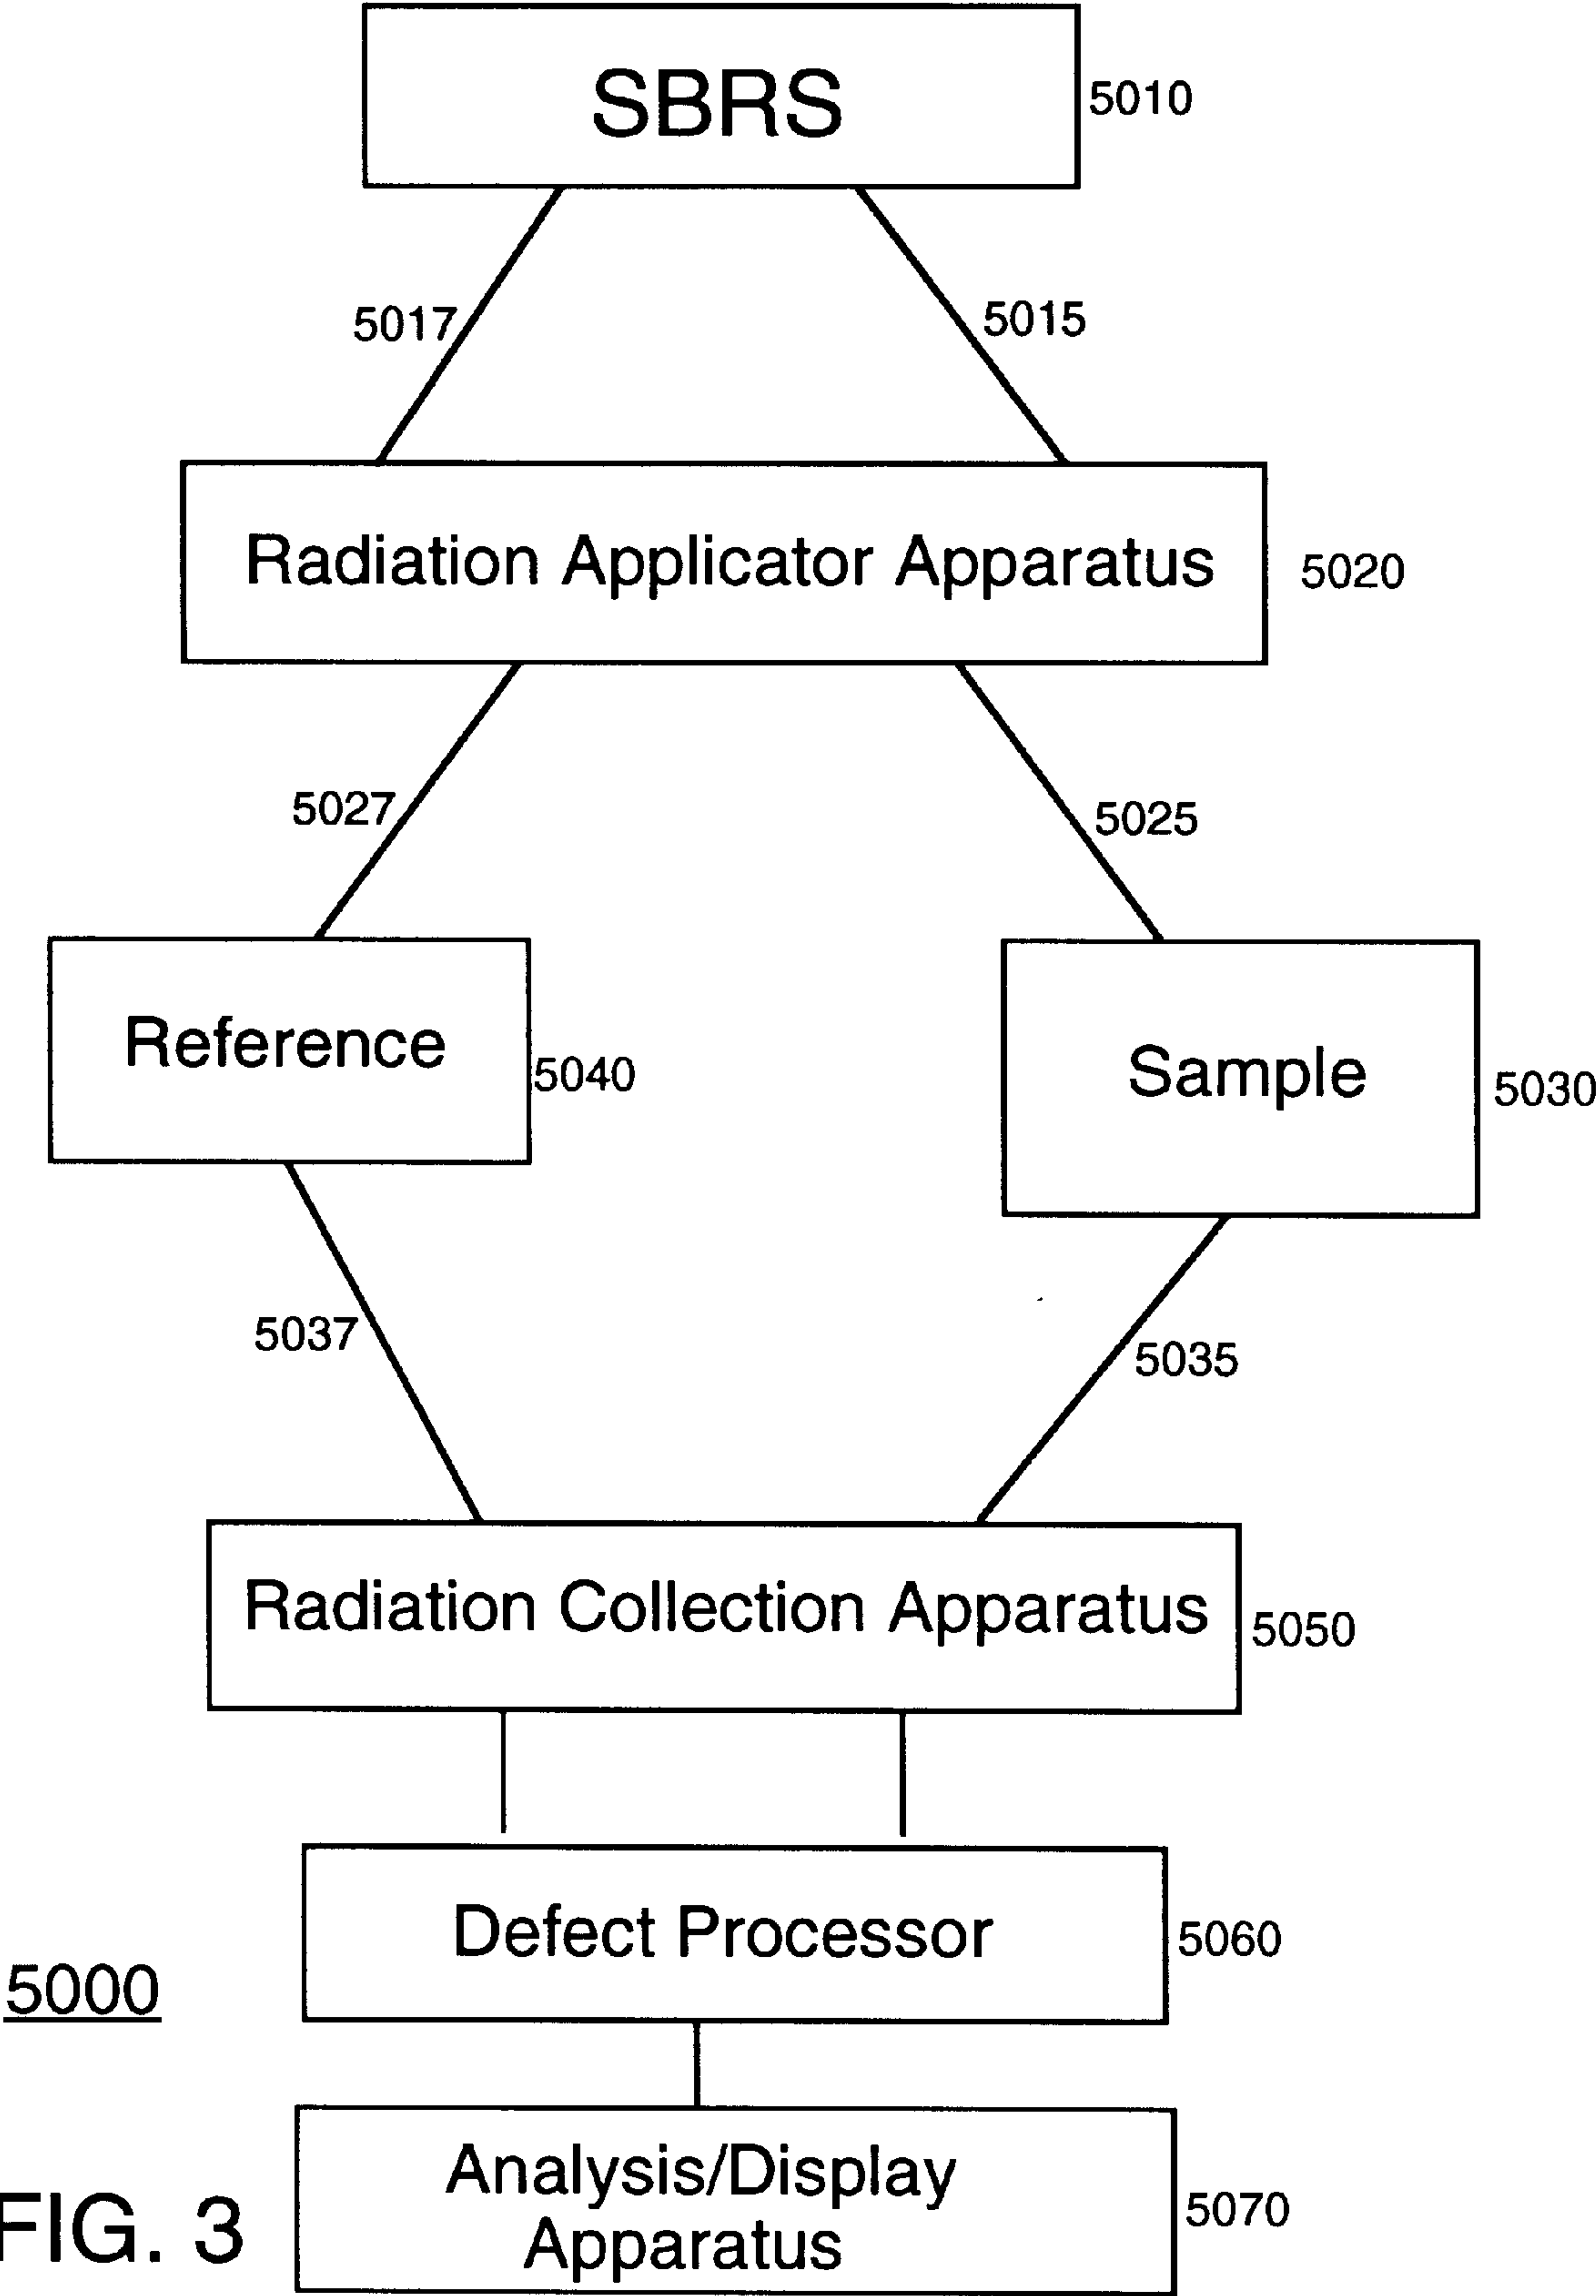 SBRS
5010
5017
5015
Radiation Applicator Apparatus
5020
5027
5025
Reference
5040
Sample
5030
5037
5035
Radiation Collection Apparatus
5050
Defect Processor
5060
5000
Analysis/Display
Apparatus
5070
FIG. 3